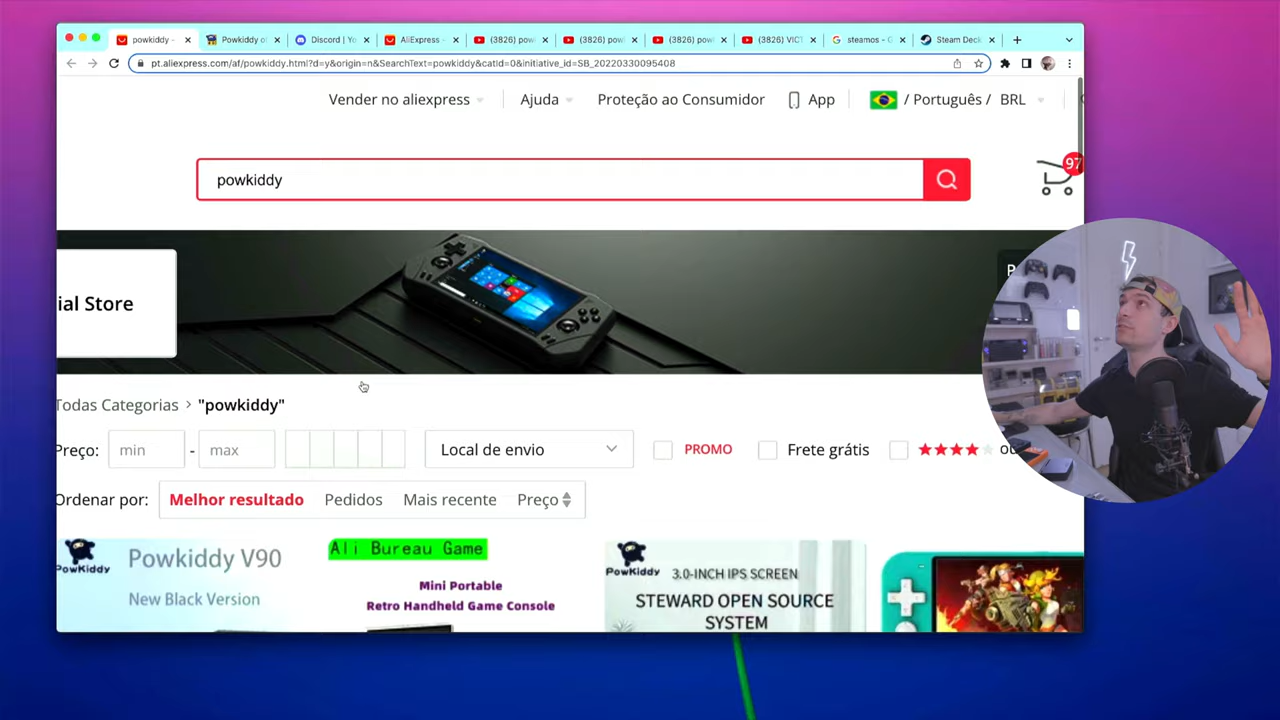 powkiddy -
Powkiddy o
Discord | Yo
AliExpress -
(3826) pow
(3826) pow
(3826) pow
(3826) VICT
steamos - G
Steam Deck
pt.aliexpress.com/af/powkiddy.html?d=y&origin=n&SearchText=powkiddy&catId=0&initiative_id=SB_20220330095408
Vender no aliexpress
Ajuda
Proteção ao Consumidor
App
/ Português / BRL
powkiddy
97
ial Store
Todas Categorias > "powkiddy"
Preço: min - max
Local de envio
PROMO
Frete grátis
ou
Ordenar por: Melhor resultado Pedidos Mais recente Preço
PowKiddy
Powkiddy V90
New Black Version
Ali Bureau Game
Mini Portable
Retro Handheld Game Console
PowKiddy
3.0-INCH IPS SCREEN
STEWARD OPEN SOURCE
SYSTEM